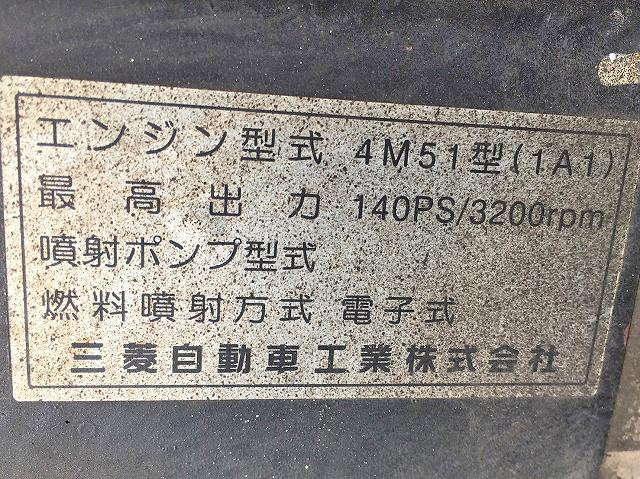 エンジン型式 4M51型(1A1)
最高出力 140PS/3200rpm
噴射ポンプ型式
燃料噴射方式 電子式
三菱自動車工業株式会社